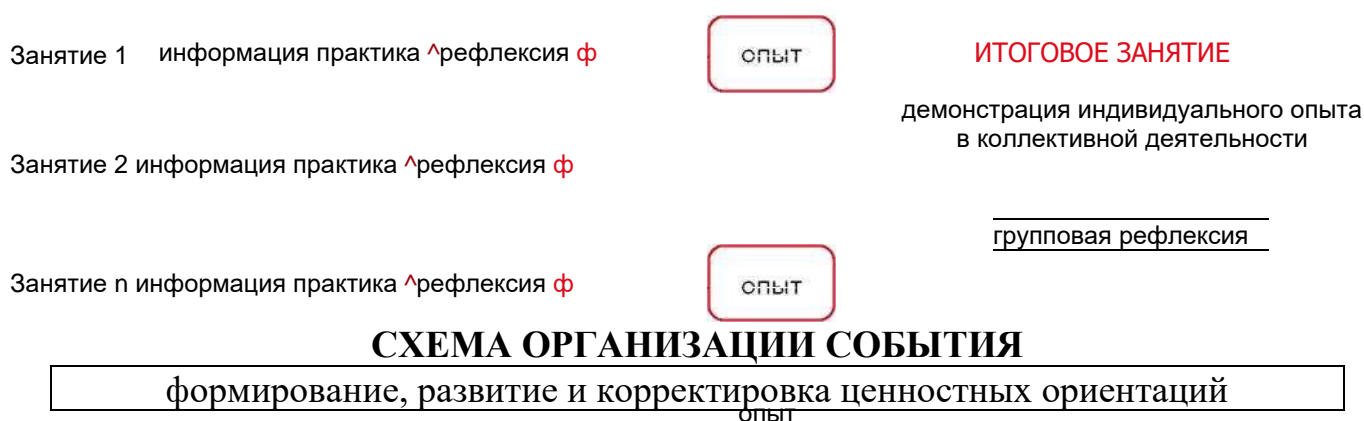 Занятие 1 информация практика ^рефлексия ф
опыт
ИТОГОВОЕ ЗАНЯТИЕ
демонстрация индивидуального опыта
в коллективной деятельности
Занятие 2 информация практика ^рефлексия ф
групповая рефлексия
Занятие n информация практика ^рефлексия ф
опыт
СХЕМА ОРГАНИЗАЦИИ СОБЫТИЯ
формирование, развитие и корректировка ценностных ориентаций
опыт